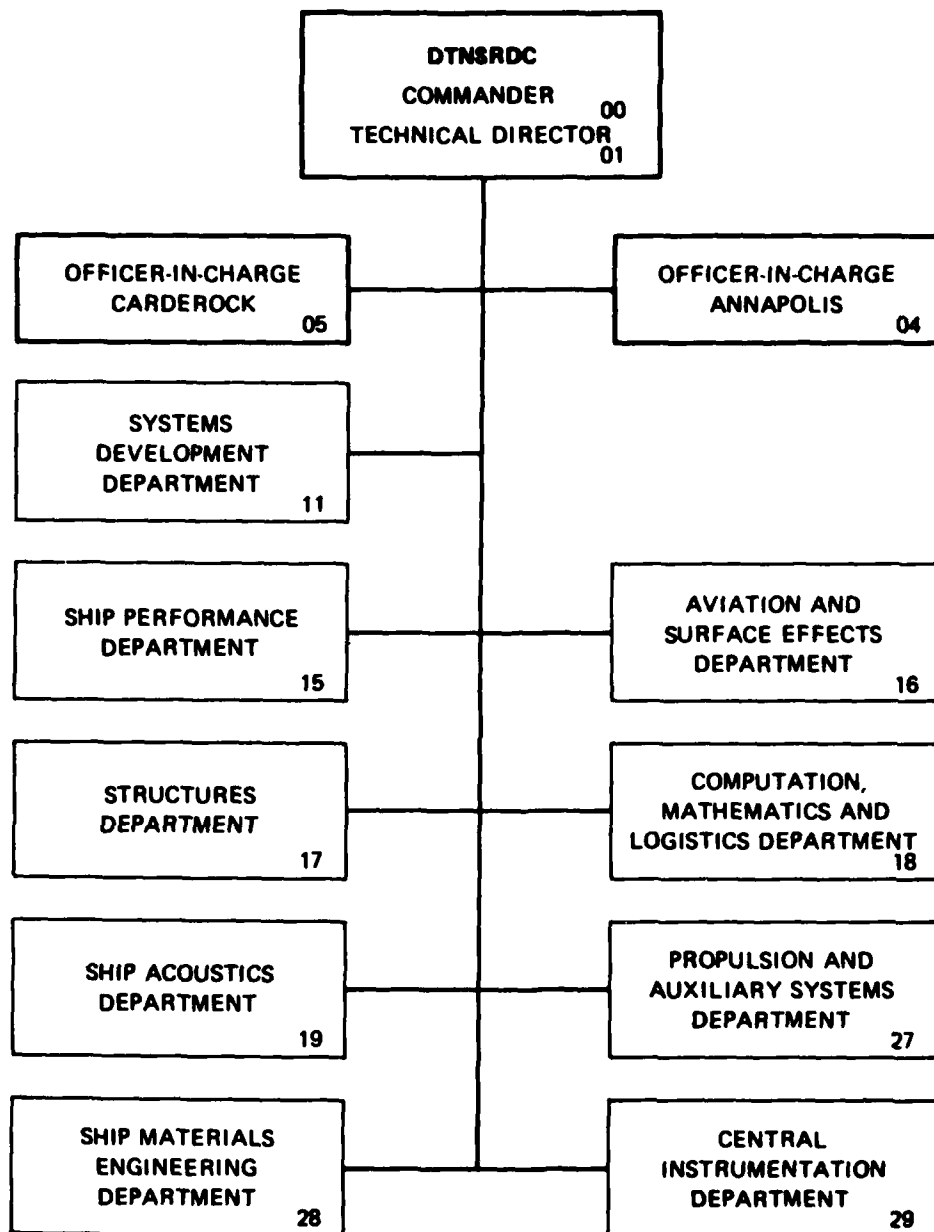 DTNSRDC
COMMANDER
00
TECHNICAL DIRECTOR
01
OFFICER-IN-CHARGE
CARDEROCK
05
OFFICER-IN-CHARGE
ANNAPOLIS
04
SYSTEMS
DEVELOPMENT
DEPARTMENT
11
SHIP PERFORMANCE
DEPARTMENT
15
AVIATION AND
SURFACE EFFECTS
DEPARTMENT
16
STRUCTURES
DEPARTMENT
17
COMPUTATION,
MATHEMATICS AND
LOGISTICS DEPARTMENT
18
SHIP ACOUSTICS
DEPARTMENT
19
PROPULSION AND
AUXILIARY SYSTEMS
DEPARTMENT
27
SHIP MATERIALS
ENGINEERING
DEPARTMENT
28
CENTRAL
INSTRUMENTATION
DEPARTMENT
29